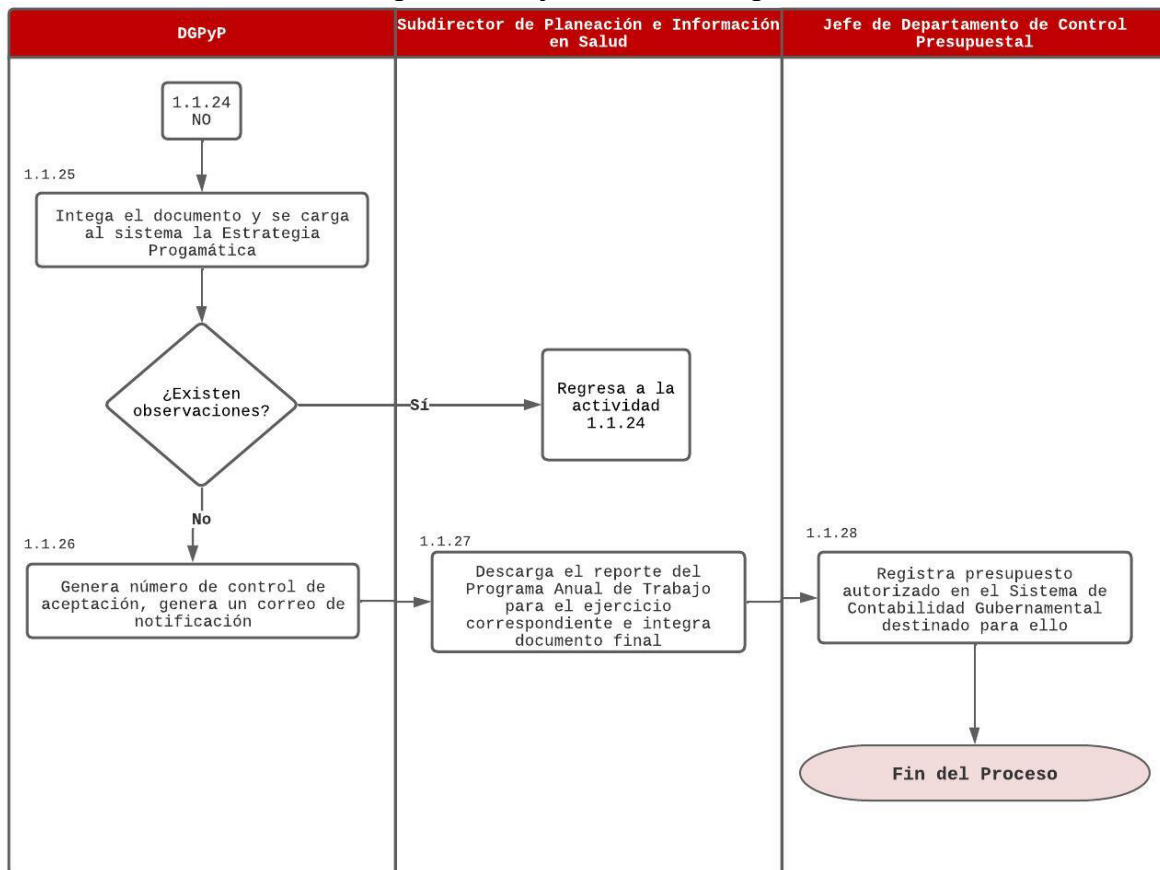 DGPyP
Subdirector de Planeación e Información
en Salud
Jefe de Departamento de Control
Presupuestal
1.1.24
NO
1.1.25
Intega el documento y se carga
al sistema la Estrategia
Progamática
¿Existen
observaciones?
Sí
Regresa a la
actividad
1.1.24
No
1.1.26
Genera número de control de
aceptación, genera un correo de
notificación
1.1.27
Descarga el reporte del
Programa Anual de Trabajo
para el ejercicio
correspondiente e integra
documento final
1.1.28
Registra presupuesto
autorizado en el Sistema de
Contabilidad Gubernamental
destinado para ello
Fin del Proceso